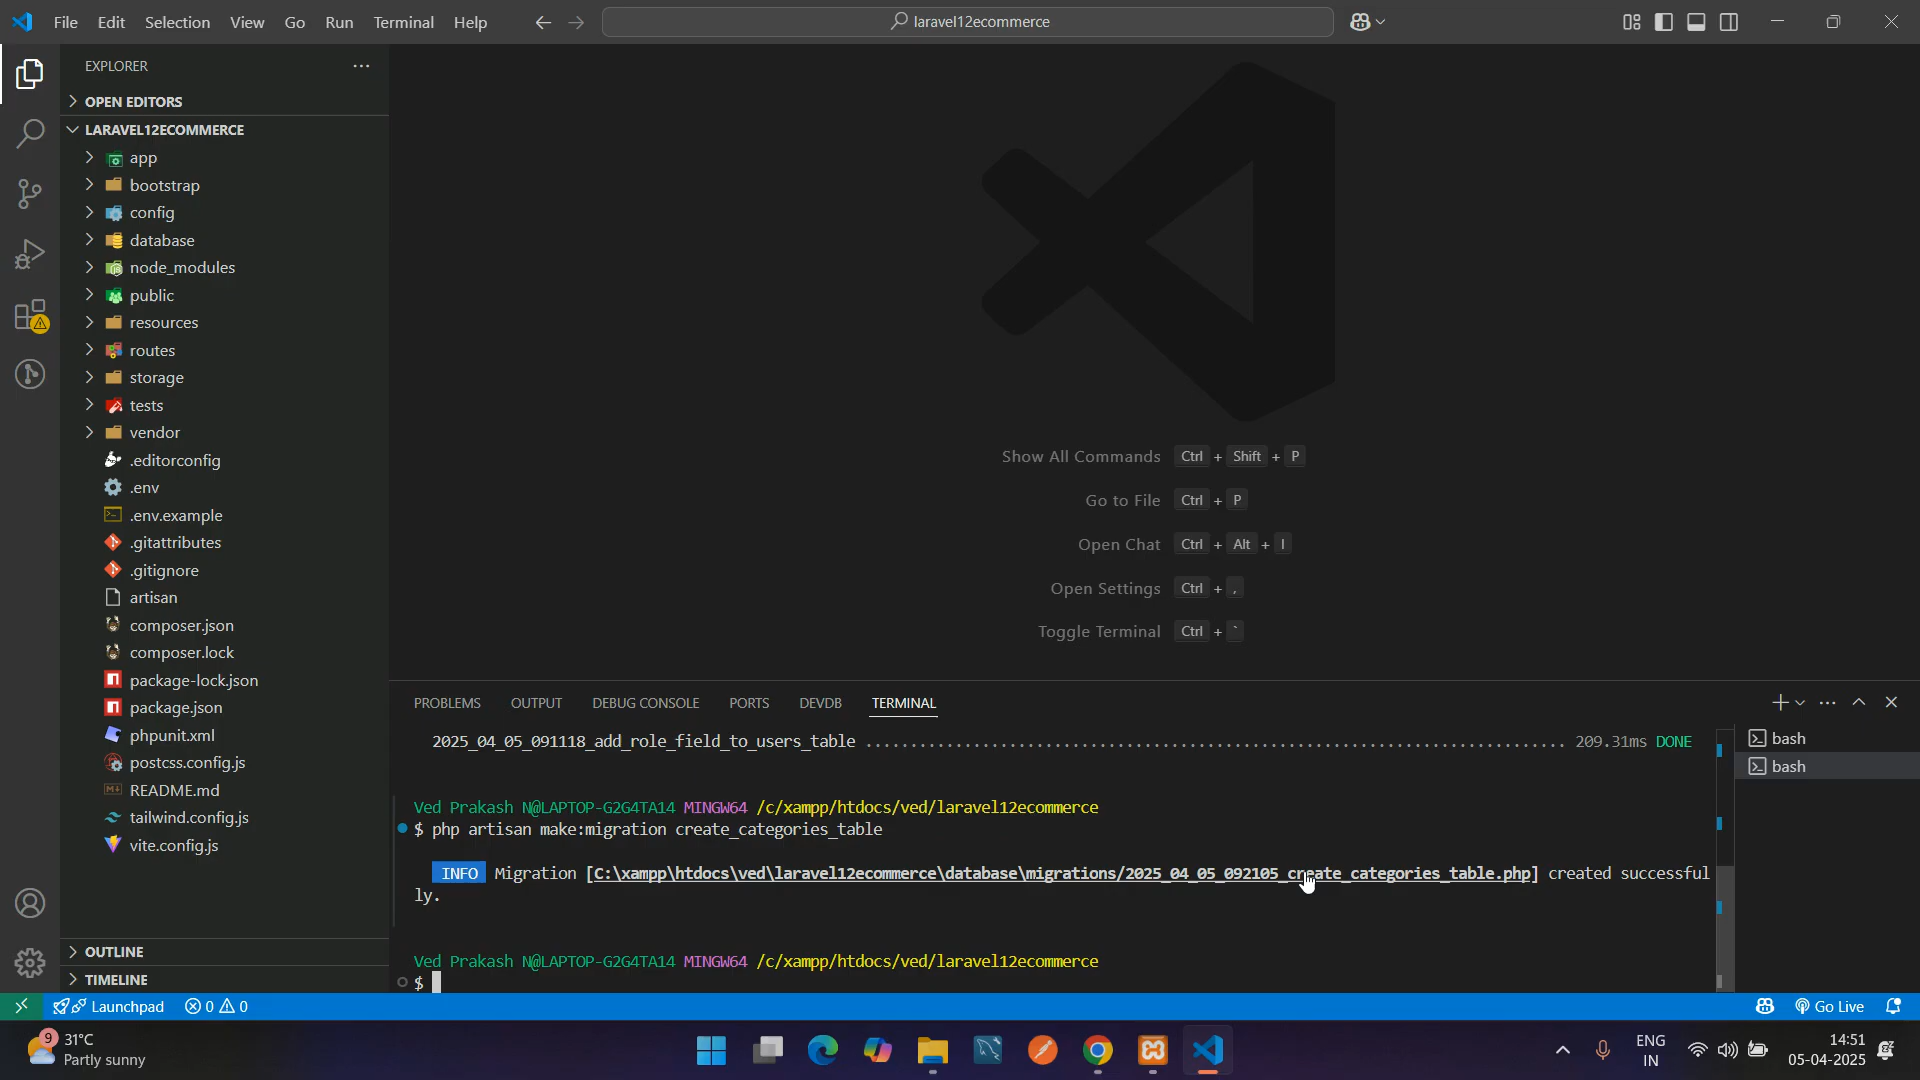 File Edit Selection View Go Run Terminal Help
laravel12ecommerce
EXPLORER
OPEN EDITORS
LARAVEL12ECOMMERCE
app
bootstrap
config
database
node_modules
public
resources
routes
storage
tests
vendor
.editorconfig
.env
.env.example
.gitattributes
.gitignore
artisan
composer.json
composer.lock
package-lock.json
package.json
phpunit.xml
postcss.config.js
README.md
tailwind.config.js
vite.config.js
OUTLINE
TIMELINE
Show All Commands Ctrl + Shift + P
Go to File Ctrl + P
Open Chat Ctrl + Alt + I
Open Settings Ctrl + ,
Toggle Terminal Ctrl + `
PROBLEMS OUTPUT DEBUG CONSOLE PORTS DEVDB TERMINAL
2025_04_05_091118_add_role_field_to_users_table ............................................................................. 209.31ms DONE
Ved Prakash N@LAPTOP-G2G4TA14 MINGW64 /c/xampp/htdocs/ved/laravel12ecommerce
$ php artisan make:migration create_categories_table
INFO Migration [C:\xampp\htdocs\ved\laravel12ecommerce\database\migrations/2025_04_05_092105_create_categories_table.php] created successful
ly.
Ved Prakash N@LAPTOP-G2G4TA14 MINGW64 /c/xampp/htdocs/ved/laravel12ecommerce
$
bash
bash
Launchpad 0 0 Go Live
9
31°C
Partly sunny
ENG
IN
14:51
05-04-2025